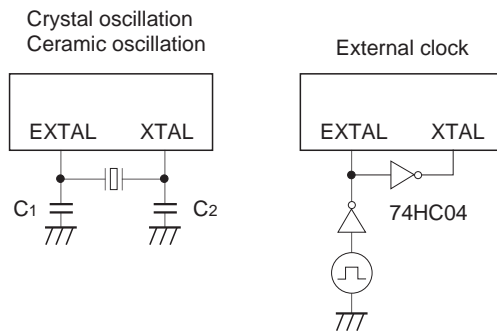 Crystal oscillation
Ceramic oscillation
EXTAL XTAL
C1
C2
External clock
EXTAL XTAL
74HC04